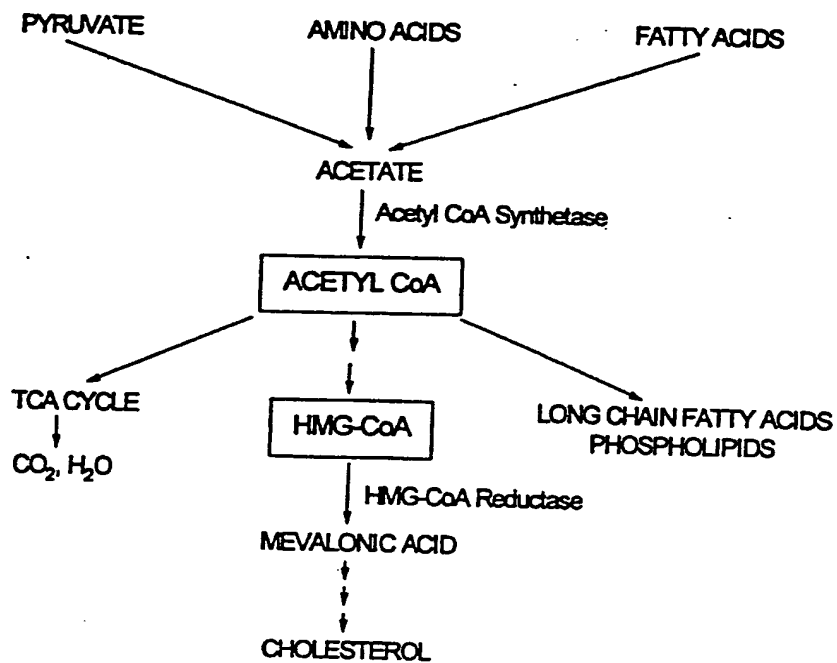 PYRUVATE
AMINO ACIDS
FATTY ACIDS
ACETATE
Acetyl CoA Synthetase
ACETYL CoA
TCA CYCLE
CO₂, H₂O
HMG-CoA
LONG CHAIN FATTY ACIDS
PHOSPHOLIPIDS
HMG-CoA Reductase
MEVALONIC ACID
CHOLESTEROL